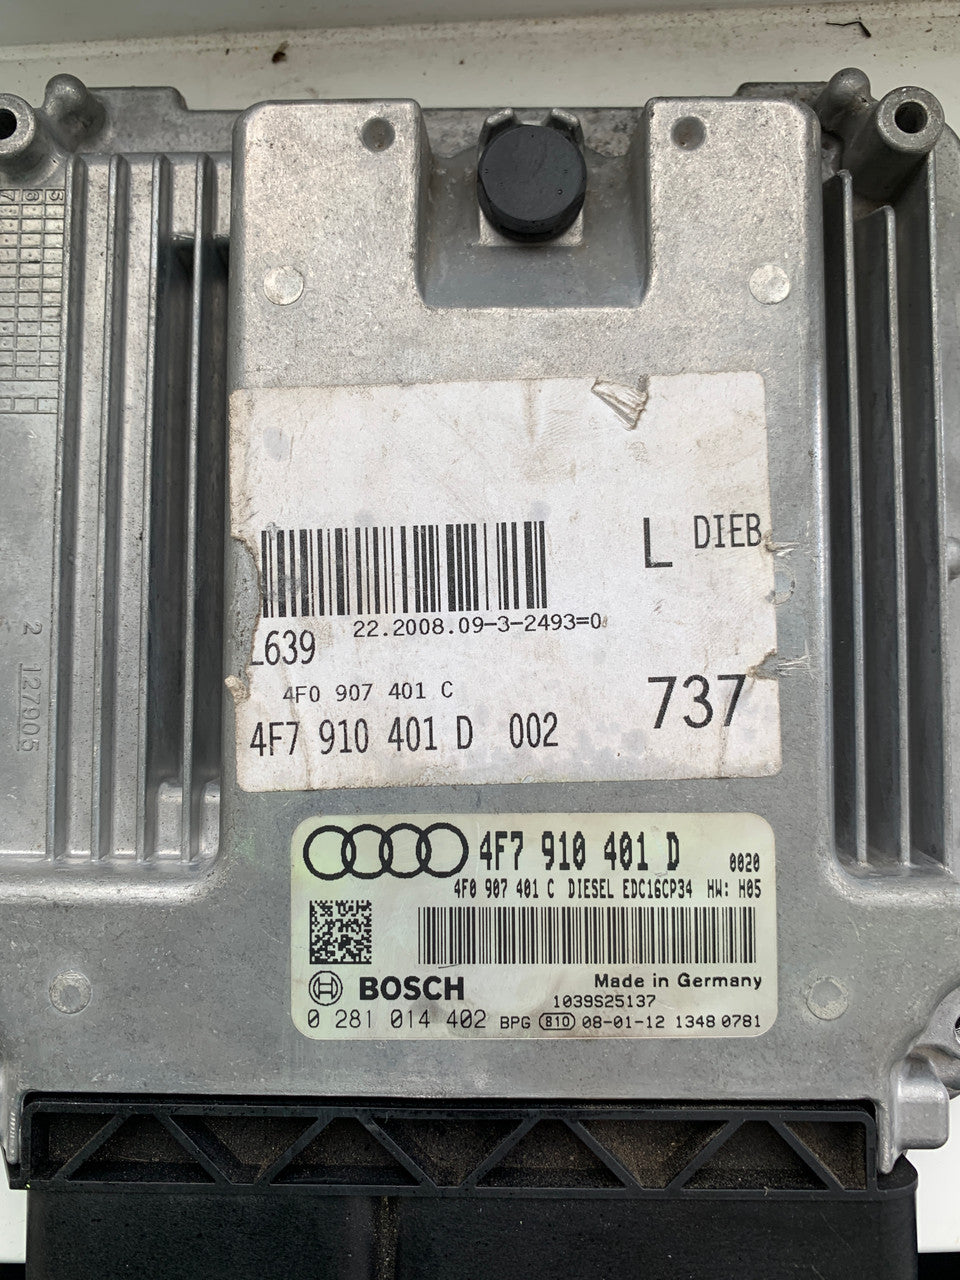 L DIEB
22.2008.09-3-2493=0
L639
4F0 907 401 C
737
4F7 910 401 D 002
4F7 910 401 D 0020
4F0 907 401 C DIESEL EDC16CP34 HW: H05
BOSCH
Made in Germany
1039S25137
0 281 014 402 BPG 810 08-01-12 1348 0781
2 127905